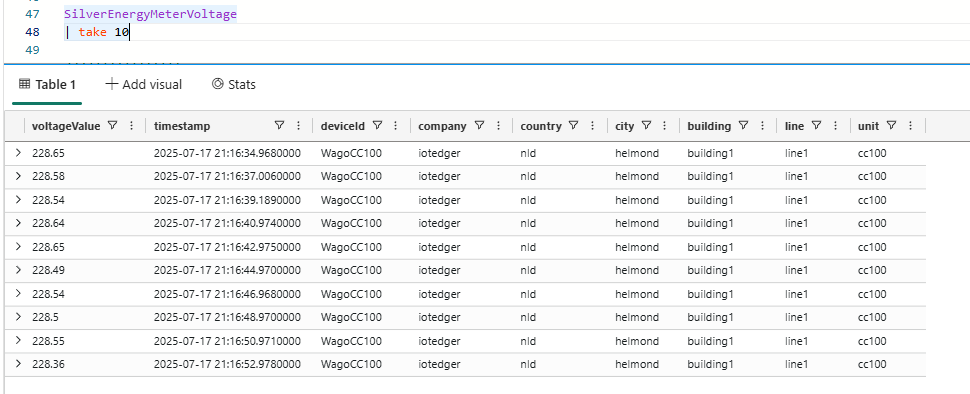 47 SilverEnergyMeterVoltage
48 | take 10
49
Table 1 Add visual Stats
voltageValue timestamp deviceId company country city building line unit
228.65 2025-07-17 21:16:34.9680000 WagoCC100 iotedger nld helmond building1 line1 cc100
228.58 2025-07-17 21:16:37.0060000 WagoCC100 iotedger nld helmond building1 line1 cc100
228.54 2025-07-17 21:16:39.1890000 WagoCC100 iotedger nld helmond building1 line1 cc100
228.64 2025-07-17 21:16:40.9740000 WagoCC100 iotedger nld helmond building1 line1 cc100
228.65 2025-07-17 21:16:42.9750000 WagoCC100 iotedger nld helmond building1 line1 cc100
228.49 2025-07-17 21:16:44.9700000 WagoCC100 iotedger nld helmond building1 line1 cc100
228.54 2025-07-17 21:16:46.9680000 WagoCC100 iotedger nld helmond building1 line1 cc100
228.5 2025-07-17 21:16:48.9700000 WagoCC100 iotedger nld helmond building1 line1 cc100
228.55 2025-07-17 21:16:50.9710000 WagoCC100 iotedger nld helmond building1 line1 cc100
228.36 2025-07-17 21:16:52.9780000 WagoCC100 iotedger nld helmond building1 line1 cc100